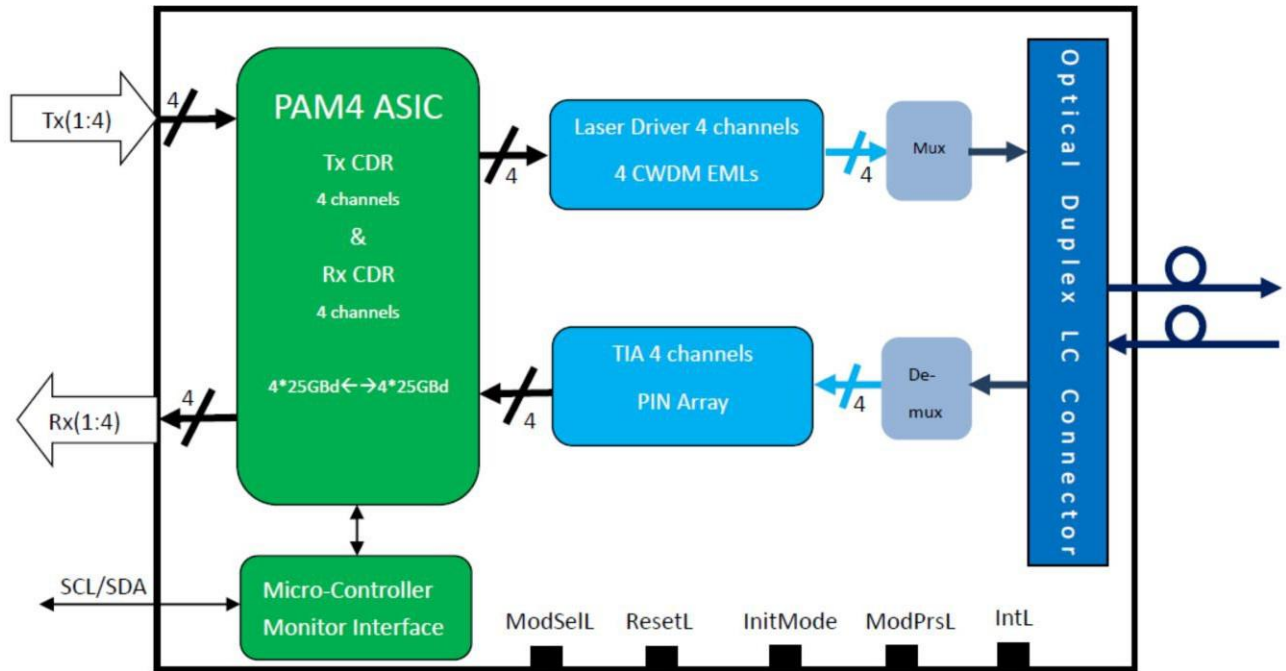 Tx(1:4)
4
PAM4 ASIC
Tx CDR
4 channels
&
Rx CDR
4 channels
4*25GBd←→4*25GBd
4
Laser Driver 4 channels
4 CWDM EMLs
4
Mux
Optical Duplex LC Connector
Rx(1:4)
4
4
TIA 4 channels
PIN Array
4
De-
mux
SCL/SDA
Micro-Controller
Monitor Interface
ModSelL
ResetL
InitMode
ModPrsL
IntL